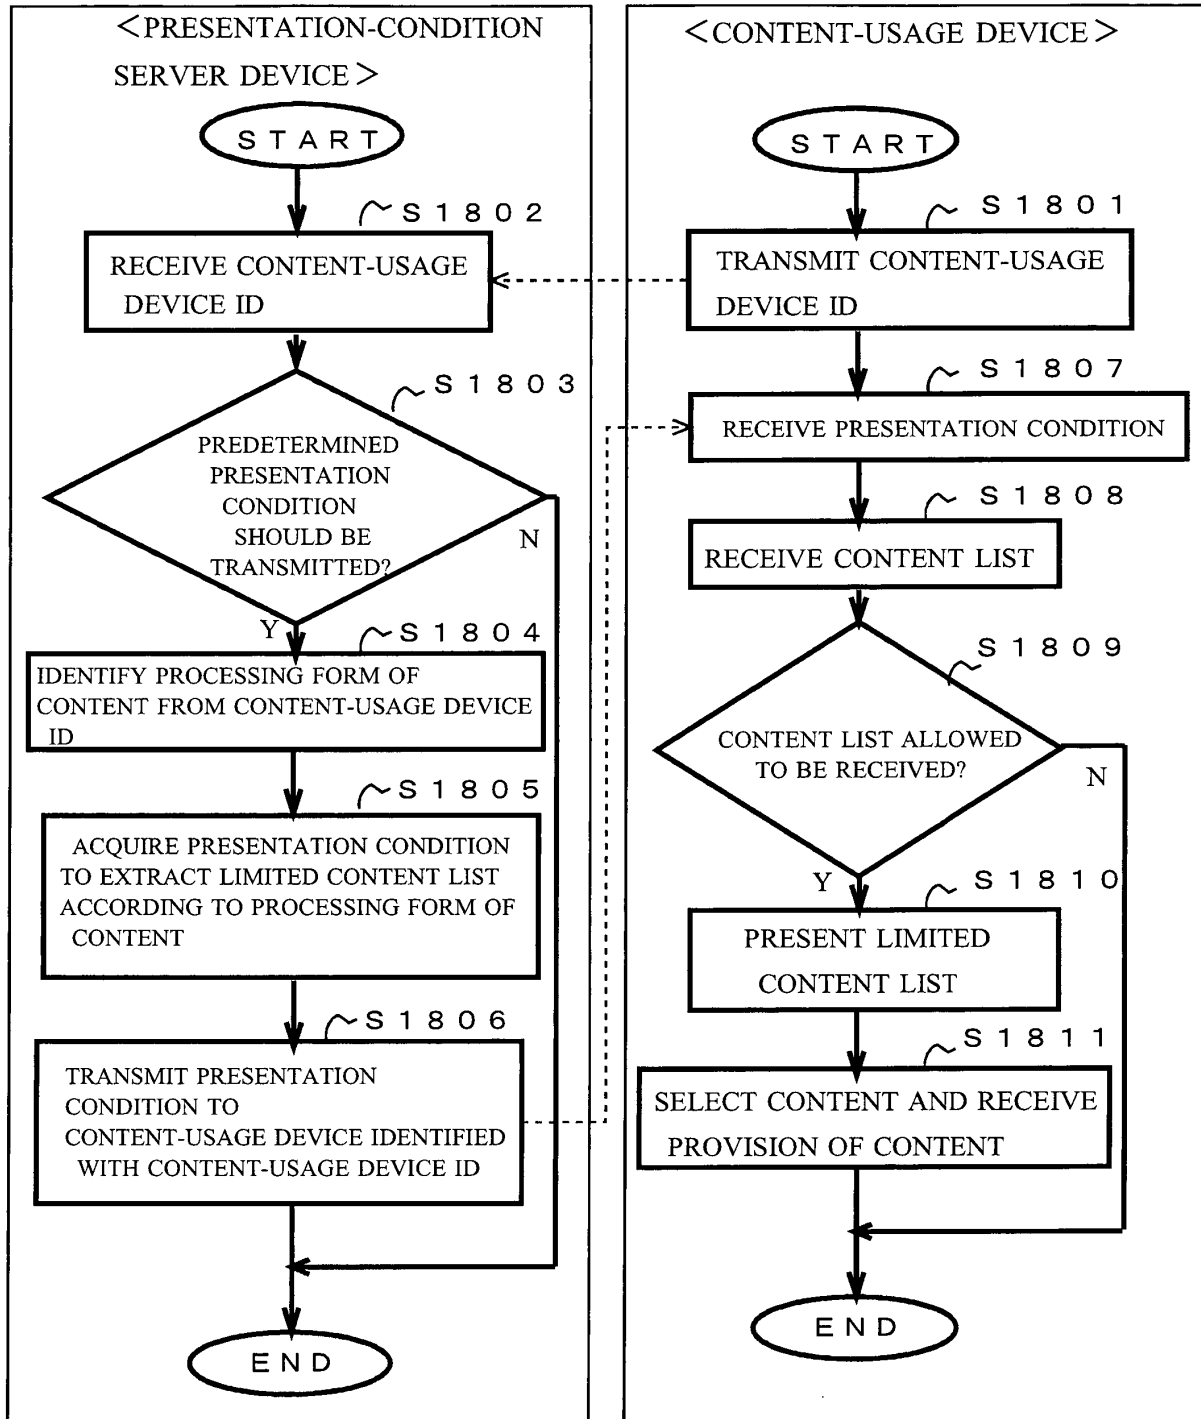 <PRESENTATION-CONDITION
SERVER DEVICE>
START
S1802
RECEIVE CONTENT-USAGE
DEVICE ID
S1803
PREDETERMINED
PRESENTATION
CONDITION
SHOULD BE
TRANSMITTED?
N
Y
S1804
IDENTIFY PROCESSING FORM OF
CONTENT FROM CONTENT-USAGE DEVICE
ID
S1805
ACQUIRE PRESENTATION CONDITION
TO EXTRACT LIMITED CONTENT LIST
ACCORDING TO PROCESSING FORM OF
CONTENT
S1806
TRANSMIT PRESENTATION
CONDITION TO
CONTENT-USAGE DEVICE IDENTIFIED
WITH CONTENT-USAGE DEVICE ID
END
<CONTENT-USAGE DEVICE>
START
S1801
TRANSMIT CONTENT-USAGE
DEVICE ID
S1807
RECEIVE PRESENTATION CONDITION
S1808
RECEIVE CONTENT LIST
S1809
CONTENT LIST ALLOWED
TO BE RECEIVED?
N
Y
S1810
PRESENT LIMITED
CONTENT LIST
S1811
SELECT CONTENT AND RECEIVE
PROVISION OF CONTENT
END